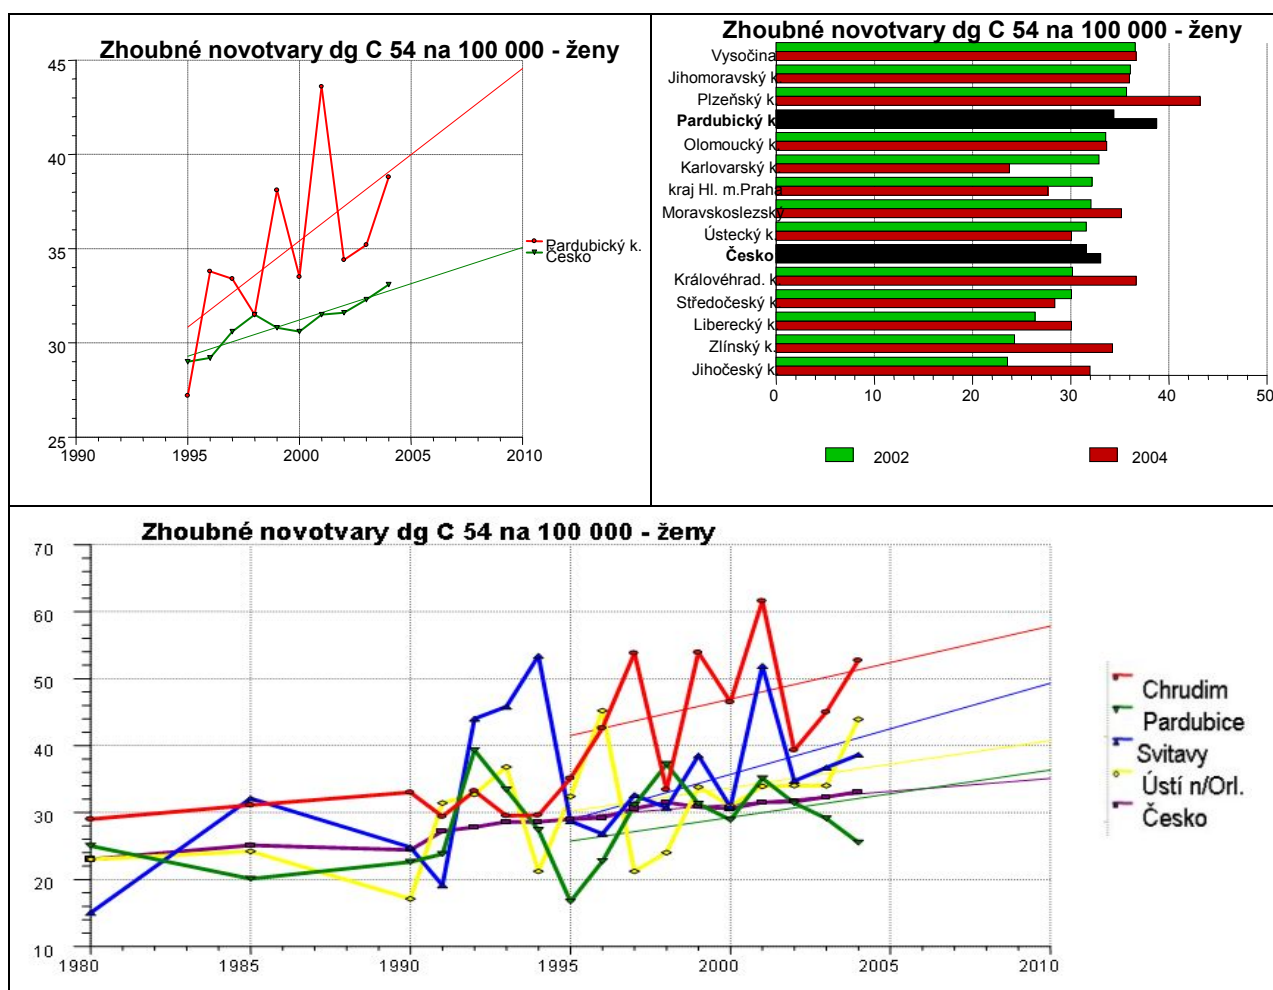 Zhoubné novotvary dg C 54 na 100 000 - ženy
45
40
35
30
25
1990
1995
2000
2005
2010
Pardubický k.
Česko
Zhoubné novotvary dg C 54 na 100 000 - ženy
Vysočina
Jihomoravský k
Plzeňský k
Pardubický k
Olomoucký k
Karlovarský k
kraj Hl. m.Praha
Moravskoslezský
Ústecký k
Česko
Královéhrad. k
Středočeský k
Liberecký k
Zlínský k.
Jihočeský k
0
10
20
30
40
50
2002
2004
Zhoubné novotvary dg C 54 na 100 000 - ženy
70
60
50
40
30
20
10
1980
1985
1990
1995
2000
2005
2010
Chrudim
Pardubice
Svitavy
Ústí n/Orl.
Česko